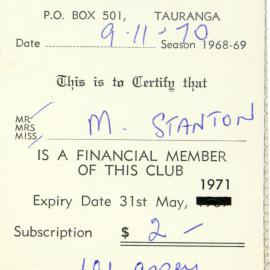 P.O. BOX 501, TAURANGA
Date 9-11-70 Season 1968-69
This is to Certify that
MR
MRS M. STANTON
MISS
IS A FINANCIAL MEMBER
OF THIS CLUB
1971
Expiry Date 31st May,
Subscription $ 2-